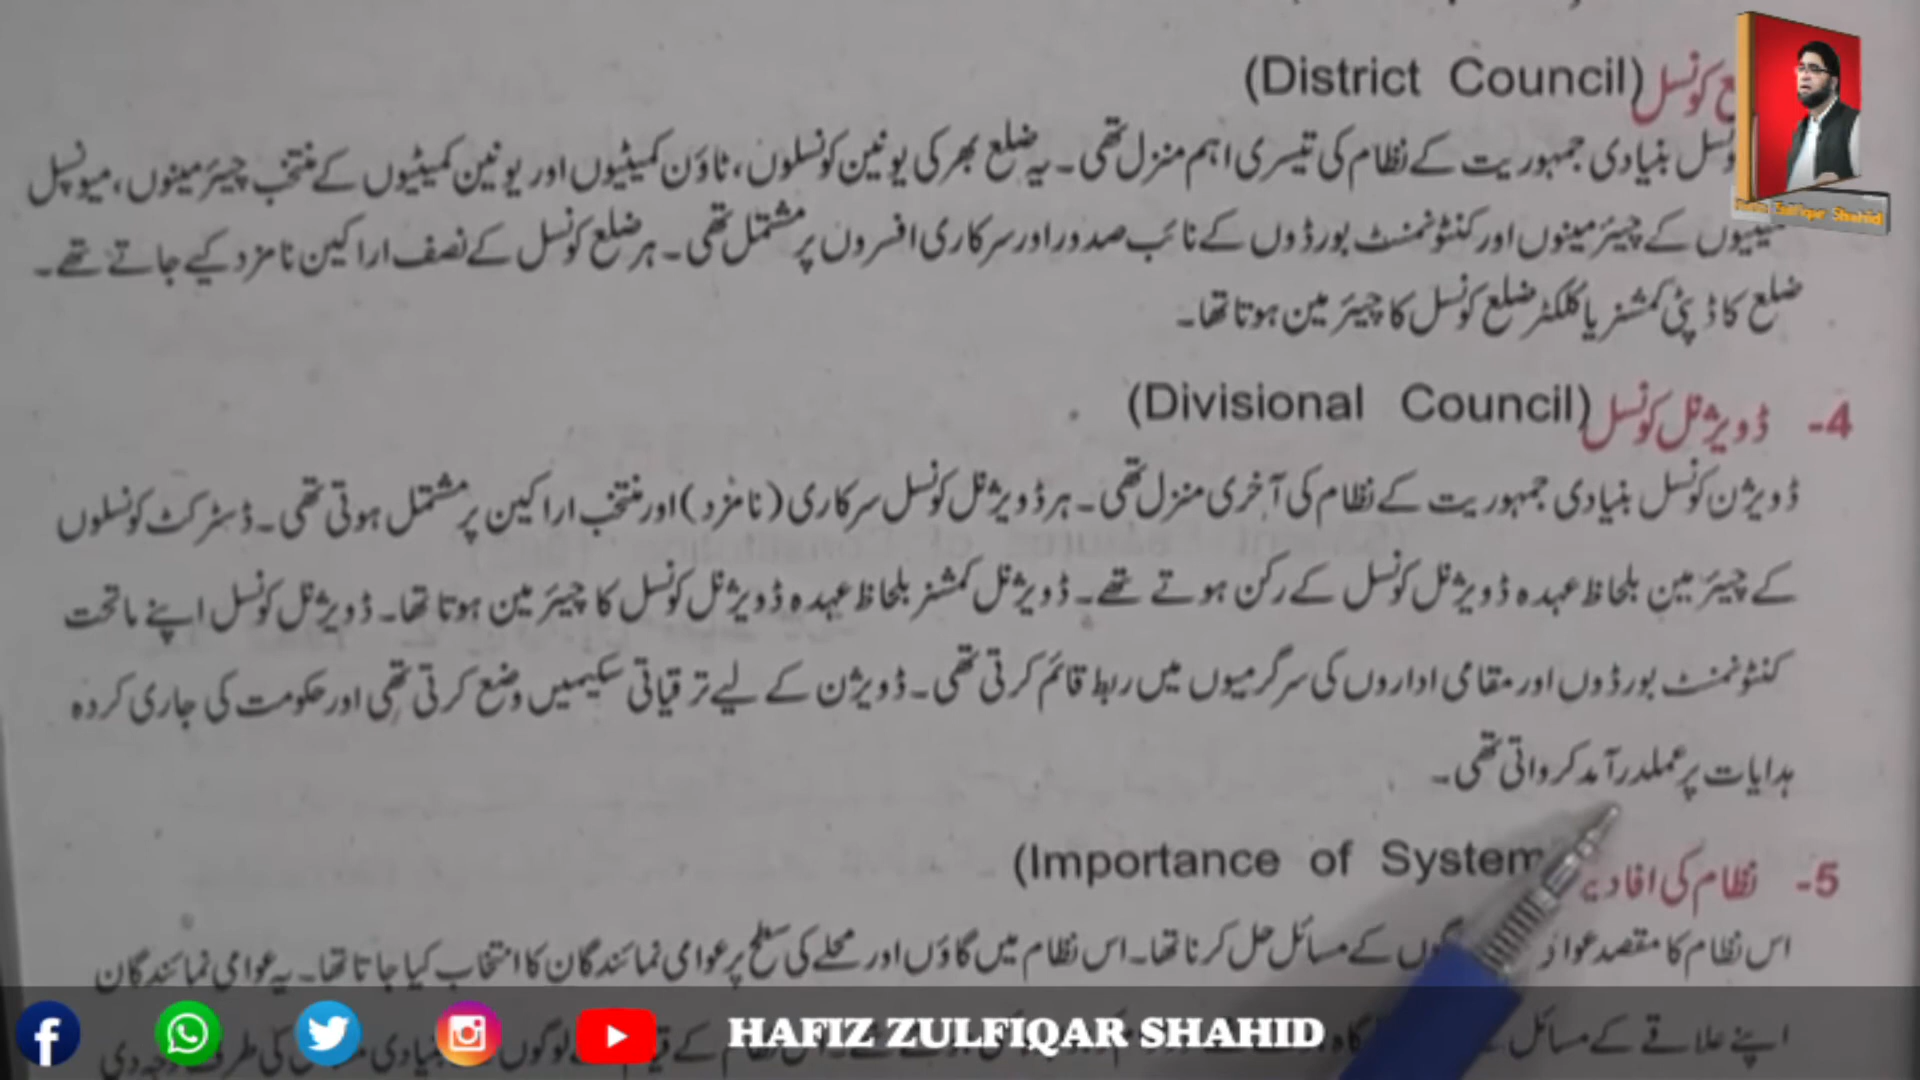 ضلع کونسل (District Council)
کونسل بنیادی جمہوریت کے نظام کی تیسری اہم منزل تھی۔ یہ ضلع بھر کی یونین کونسلوں، ٹاؤن کمیٹیوں اور یونین کمیٹیوں کے منتخب چیئرمینوں، میونسپل
کمیٹیوں کے چیئرمینوں اور کنٹونمنٹ بورڈوں کے نائب صدور اور سرکاری افسروں پر مشتمل تھی۔ ہر ضلع کونسل کے نصف اراکین نامزد کیے جاتے تھے۔
ضلع کا ڈپٹی کمشنر یا کلکٹر ضلع کونسل کا چیئرمین ہوتا تھا۔
4- ڈویژنل کونسل (Divisional Council)
ڈویژن کونسل بنیادی جمہوریت کے نظام کی آخری منزل تھی۔ ہر ڈویژنل کونسل سرکاری (نامزد) اور منتخب اراکین پر مشتمل ہوتی تھی۔ ڈسٹرکٹ کونسلوں
کے چیئرمین بلحاظ عہدہ ڈویژنل کونسل کے رکن ہوتے تھے۔ ڈویژنل کمشنر بلحاظ عہدہ ڈویژنل کونسل کا چیئرمین ہوتا تھا۔ ڈویژنل کونسل اپنے ماتحت
کنٹونمنٹ بورڈوں اور مقامی اداروں کی سرگرمیوں میں ربط قائم کرتی تھی۔ ڈویژن کے لیے ترقیاتی سکیمیں وضع کرتی تھی اور حکومت کی جاری کردہ
ہدایات پر عملدرآمد کرواتی تھی۔
5- نظام کی (Importance of System
اس نظام کا مقصد کے مسائل حل کرنا تھا۔ اس نظام میں گاؤں اور محلے کی سطح پر عوامی نمائندگان کا انتخاب کیا جاتا تھا۔ یہ عوامی نمائندگان
اپنے علاقے کے مسائل
Zulfiqar Shahid
HAFIZ ZULFIQAR SHAHID